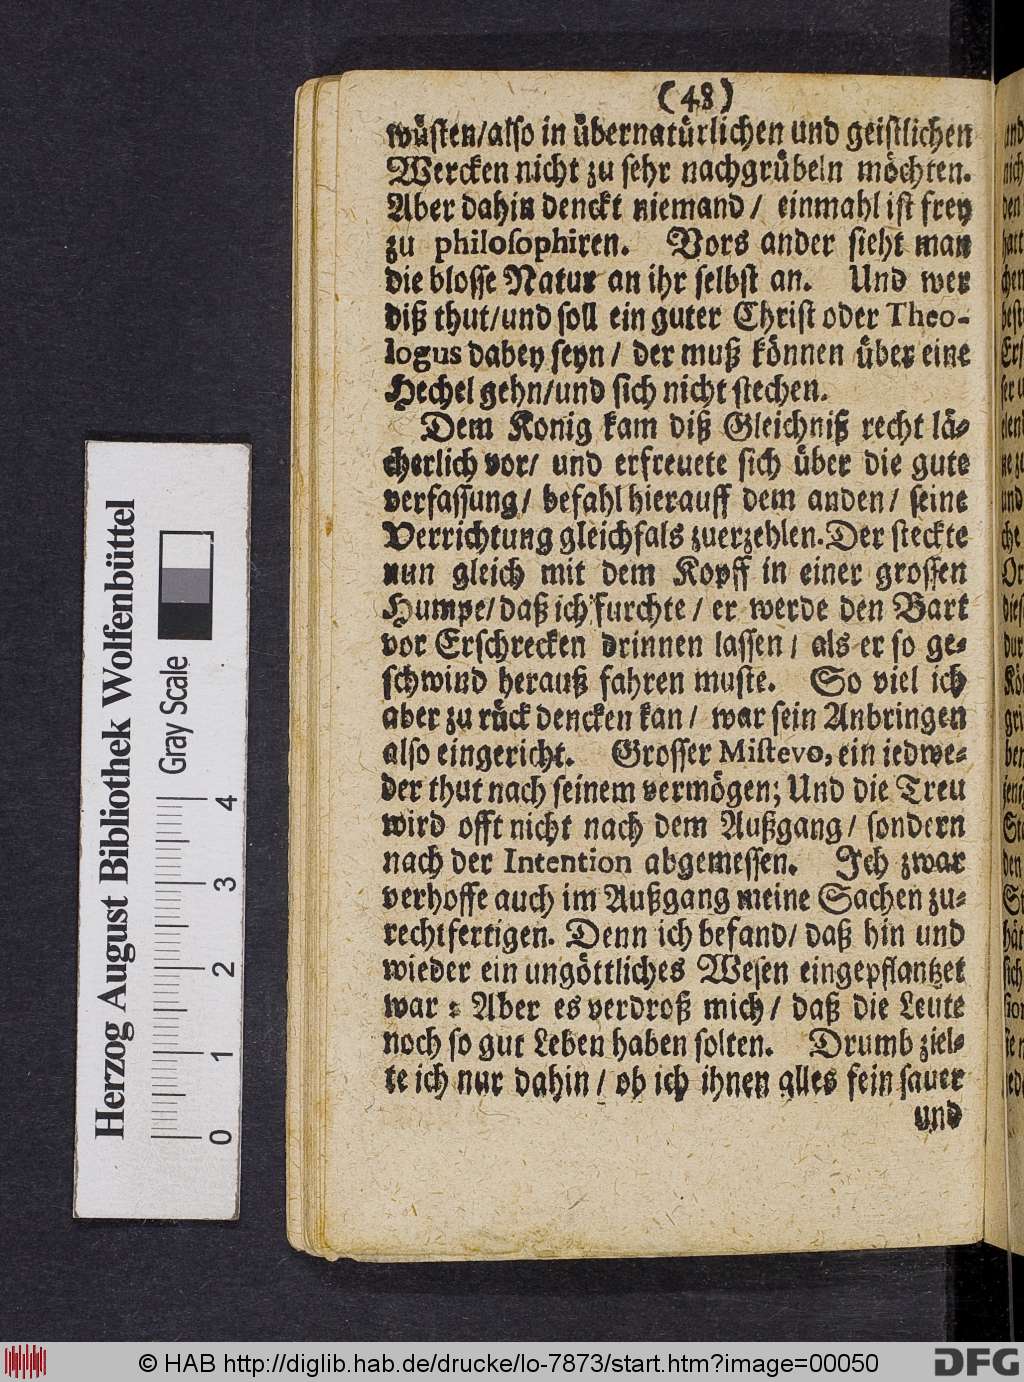 (48)
wüsten/also in übernatürlichen und geistlichen
Wercken nicht zu sehr nachgrübeln möchten.
Aber dahin denckt niemand/ einmahl ist frey
zu philosophiren. Vors ander sieht man
die blosse Natur an ihr selbst an. Und wer
diß thut/und soll ein guter Christ oder Theo-
logus dabey seyn/ der muß können über eine
Hechel gehn/und sich nicht stechen.
Dem Konig kam diß Gleichniß recht lä-
cherlich vor/ und erfreuete sich über die gute
verfassung/ befahl hierauff dem anden/ seine
Verrichtung gleichfals zuerzehlen. Der steckte
nun gleich mit dem Kopff in einer grossen
Humpe/ daß ich furchte/ er werde den Bart
vor Erschrecken drinnen lassen/ als er so ge-
schwind herauß fahren muste. So viel ich
aber zu rück dencken kan/ war sein Anbringen
also eingericht. Grosser Mistevo, ein iedwe-
der thut nach seinem vermögen; Und die Treu
wird offt nicht nach dem Außgang/ sondern
nach der Intention abgemessen. Ich zwar
verhoffe auch im Außgang meine Sachen zu-
rechtfertigen. Denn ich befand/ daß hin und
wieder ein ungöttliches Wesen eingepflantzet
war: Aber es verdroß mich/ daß die Leute
noch so gut Leben haben solten. Drumb ziel-
te ich nur dahin/ ob ich ihnen alles fein sauer
und
Herzog August Bibliothek Wolfenbüttel
Gray Scale
0 1 2 3 4
© HAB http://diglib.hab.de/drucke/lo-7873/start.htm?image=00050
DFG